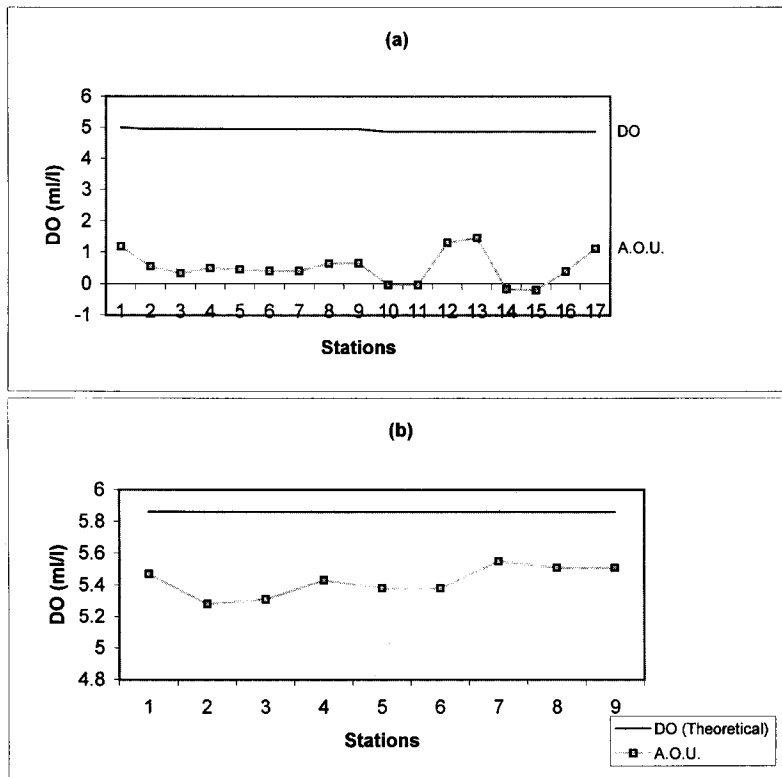 (a)
6
5
4
3
2
1
0
-1
DO (ml/l)
DO
A.O.U.
1 2 3 4 5 6 7 8 9 10 11 12 13 14 15 16 17
Stations
(b)
6
5.8
5.6
5.4
5.2
5
4.8
DO (ml/l)
1 2 3 4 5 6 7 8 9
Stations
DO (Theoretical)
A.O.U.